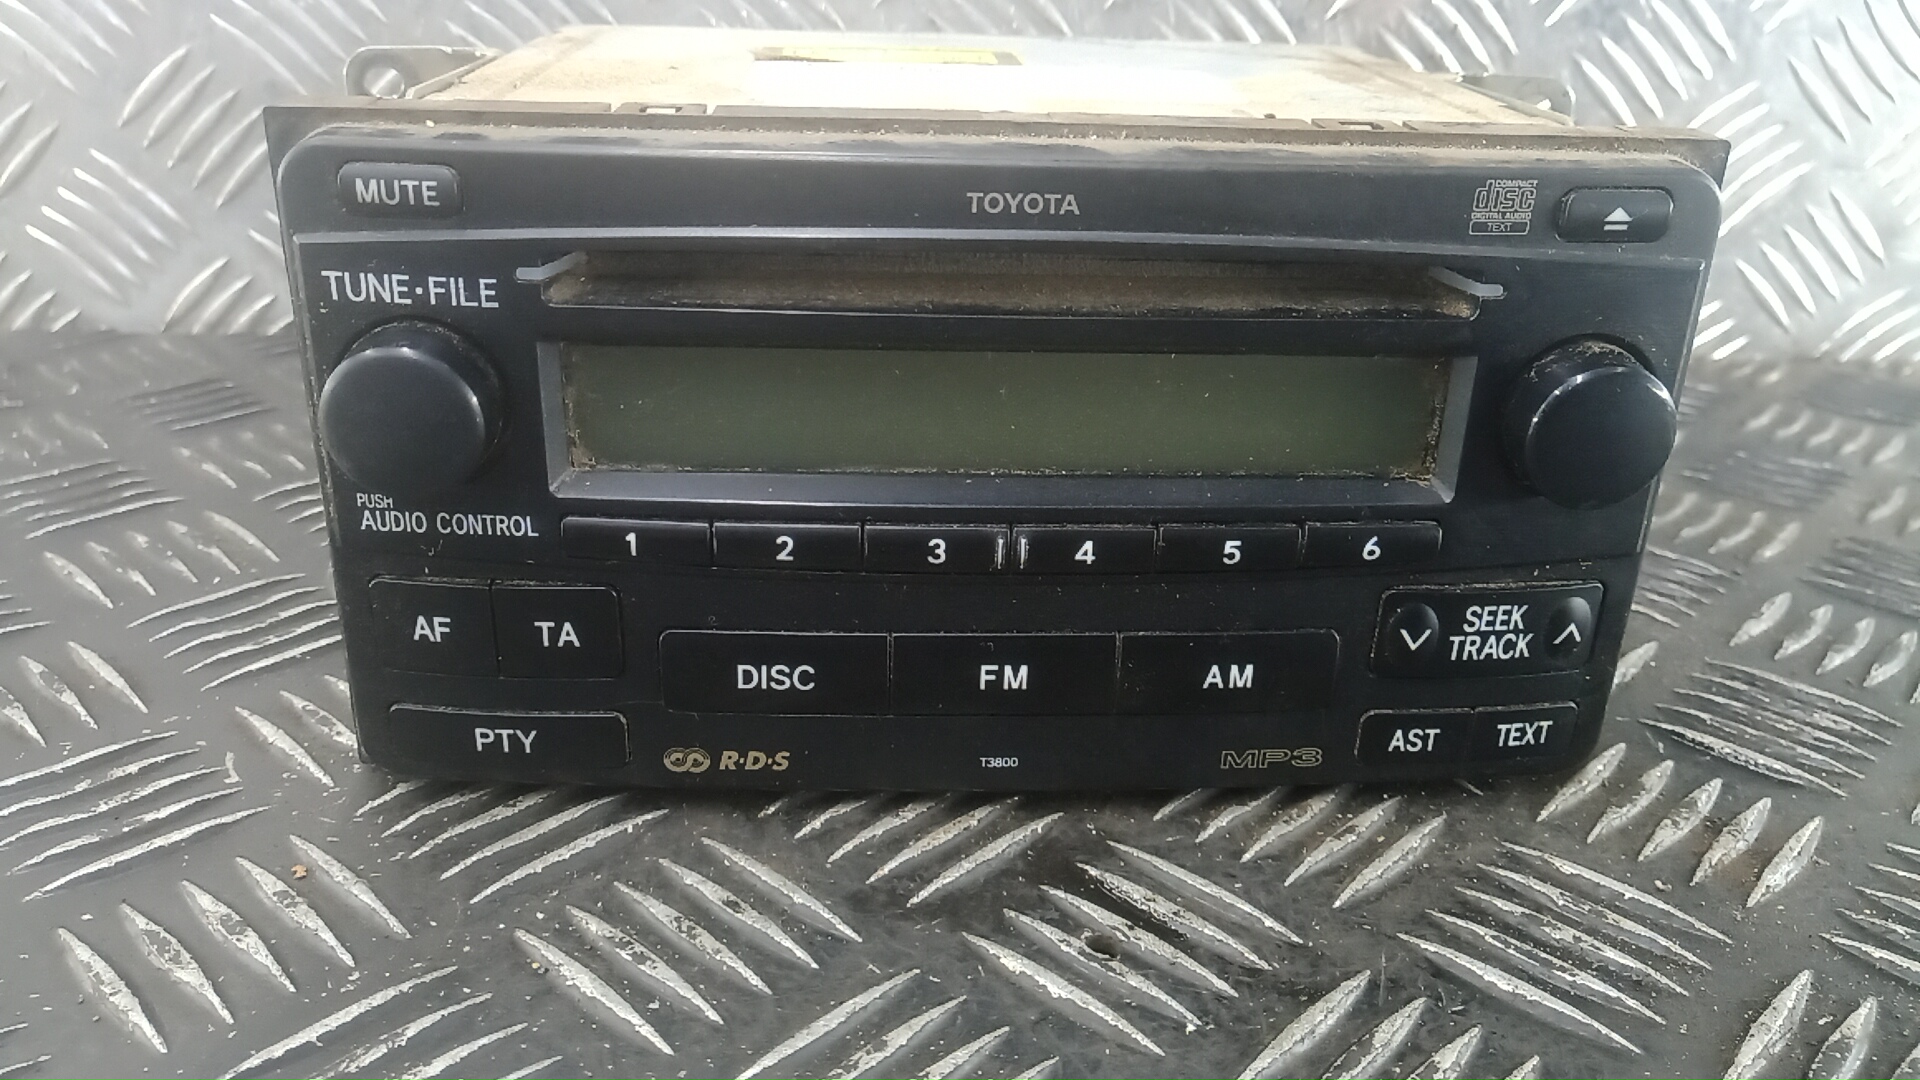 MUTE
TOYOTA
COMPACT
disc
DIGITAL AUDIO
TEXT
TUNE·FILE
PUSH
AUDIO CONTROL
1 2 3 4 5 6
AF TA
DISC FM AM
SEEK
TRACK
PTY
R·D·S
T3800
MP3
AST TEXT